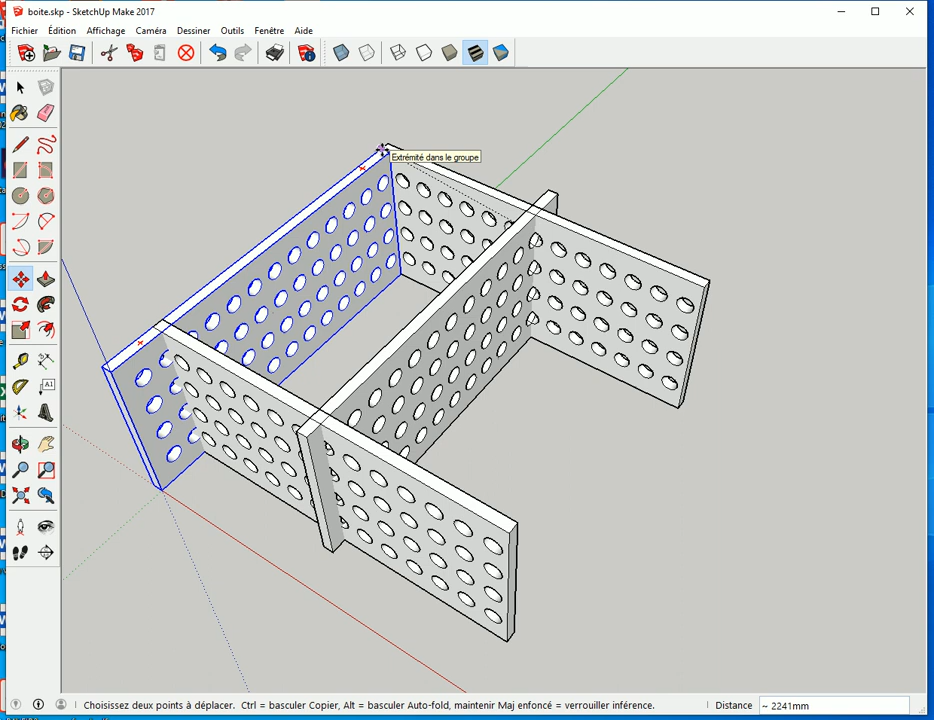 boite.skp - SketchUp Make 2017
Fichier Édition Affichage Caméra Dessiner Outils Fenêtre Aide
Extrémité dans le groupe
A1
Choisissez deux points à déplacer. Ctrl = basculer Copier, Alt = basculer Auto-fold, maintenir Maj enfoncé = verrouiller inférence. Distance ~ 2241mm